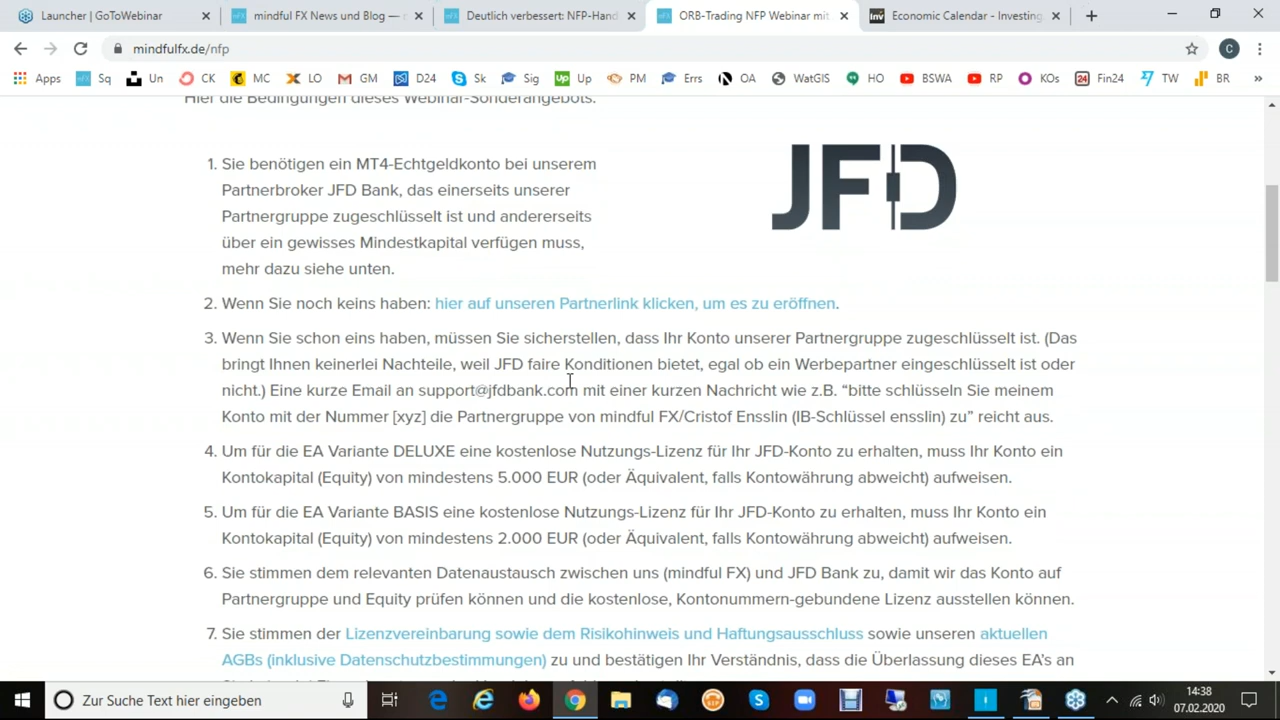 Launcher | GoToWebinar
mindful FX News und Blog —
Deutlich verbessert: NFP-Hand
ORB-Trading NFP Webinar mit
Economic Calendar - Investing.
mindfulfx.de/nfp
C
Apps Sq Un CK MC LO GM D24 Sk Sig Up PM Errs OA WatGIS HO BSWA RP KOs Fin24 TW BR »
Hier die Bedingungen dieses Webinar-Sonderangebots:
JFD
1. Sie benötigen ein MT4-Echtgeldkonto bei unserem
Partnerbroker JFD Bank, das einerseits unserer
Partnergruppe zugeschlüsselt ist und andererseits
über ein gewisses Mindestkapital verfügen muss,
mehr dazu siehe unten.
2. Wenn Sie noch keins haben: hier auf unseren Partnerlink klicken, um es zu eröffnen.
3. Wenn Sie schon eins haben, müssen Sie sicherstellen, dass Ihr Konto unserer Partnergruppe zugeschlüsselt ist. (Das
bringt Ihnen keinerlei Nachteile, weil JFD faire Konditionen bietet, egal ob ein Werbepartner eingeschlüsselt ist oder
nicht.) Eine kurze Email an support@jfdbank.com mit einer kurzen Nachricht wie z.B. “bitte schlüsseln Sie meinem
Konto mit der Nummer [xyz] die Partnergruppe von mindful FX/Cristof Ensslin (IB-Schlüssel ensslin) zu” reicht aus.
4. Um für die EA Variante DELUXE eine kostenlose Nutzungs-Lizenz für Ihr JFD-Konto zu erhalten, muss Ihr Konto ein
Kontokapital (Equity) von mindestens 5.000 EUR (oder Äquivalent, falls Kontowährung abweicht) aufweisen.
5. Um für die EA Variante BASIS eine kostenlose Nutzungs-Lizenz für Ihr JFD-Konto zu erhalten, muss Ihr Konto ein
Kontokapital (Equity) von mindestens 2.000 EUR (oder Äquivalent, falls Kontowährung abweicht) aufweisen.
6. Sie stimmen dem relevanten Datenaustausch zwischen uns (mindful FX) und JFD Bank zu, damit wir das Konto auf
Partnergruppe und Equity prüfen können und die kostenlose, Kontonummern-gebundene Lizenz ausstellen können.
7. Sie stimmen der Lizenzvereinbarung sowie dem Risikohinweis und Haftungsausschluss sowie unseren aktuellen
AGBs (inklusive Datenschutzbestimmungen) zu und bestätigen Ihr Verständnis, dass die Überlassung dieses EA's an
Zur Suche Text hier eingeben
14:38
07.02.2020